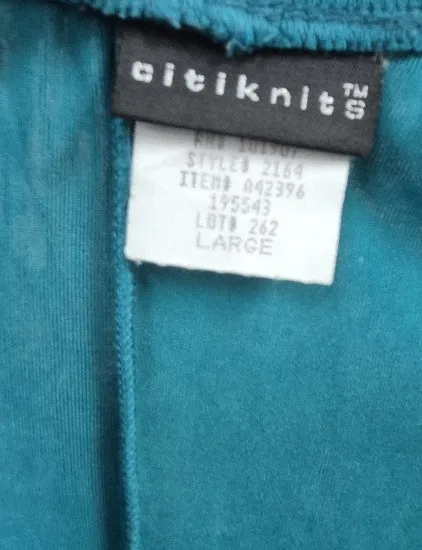 citiknits™
STYLE# 2164
ITEM# A42396
195543
LOT# 262
LARGE